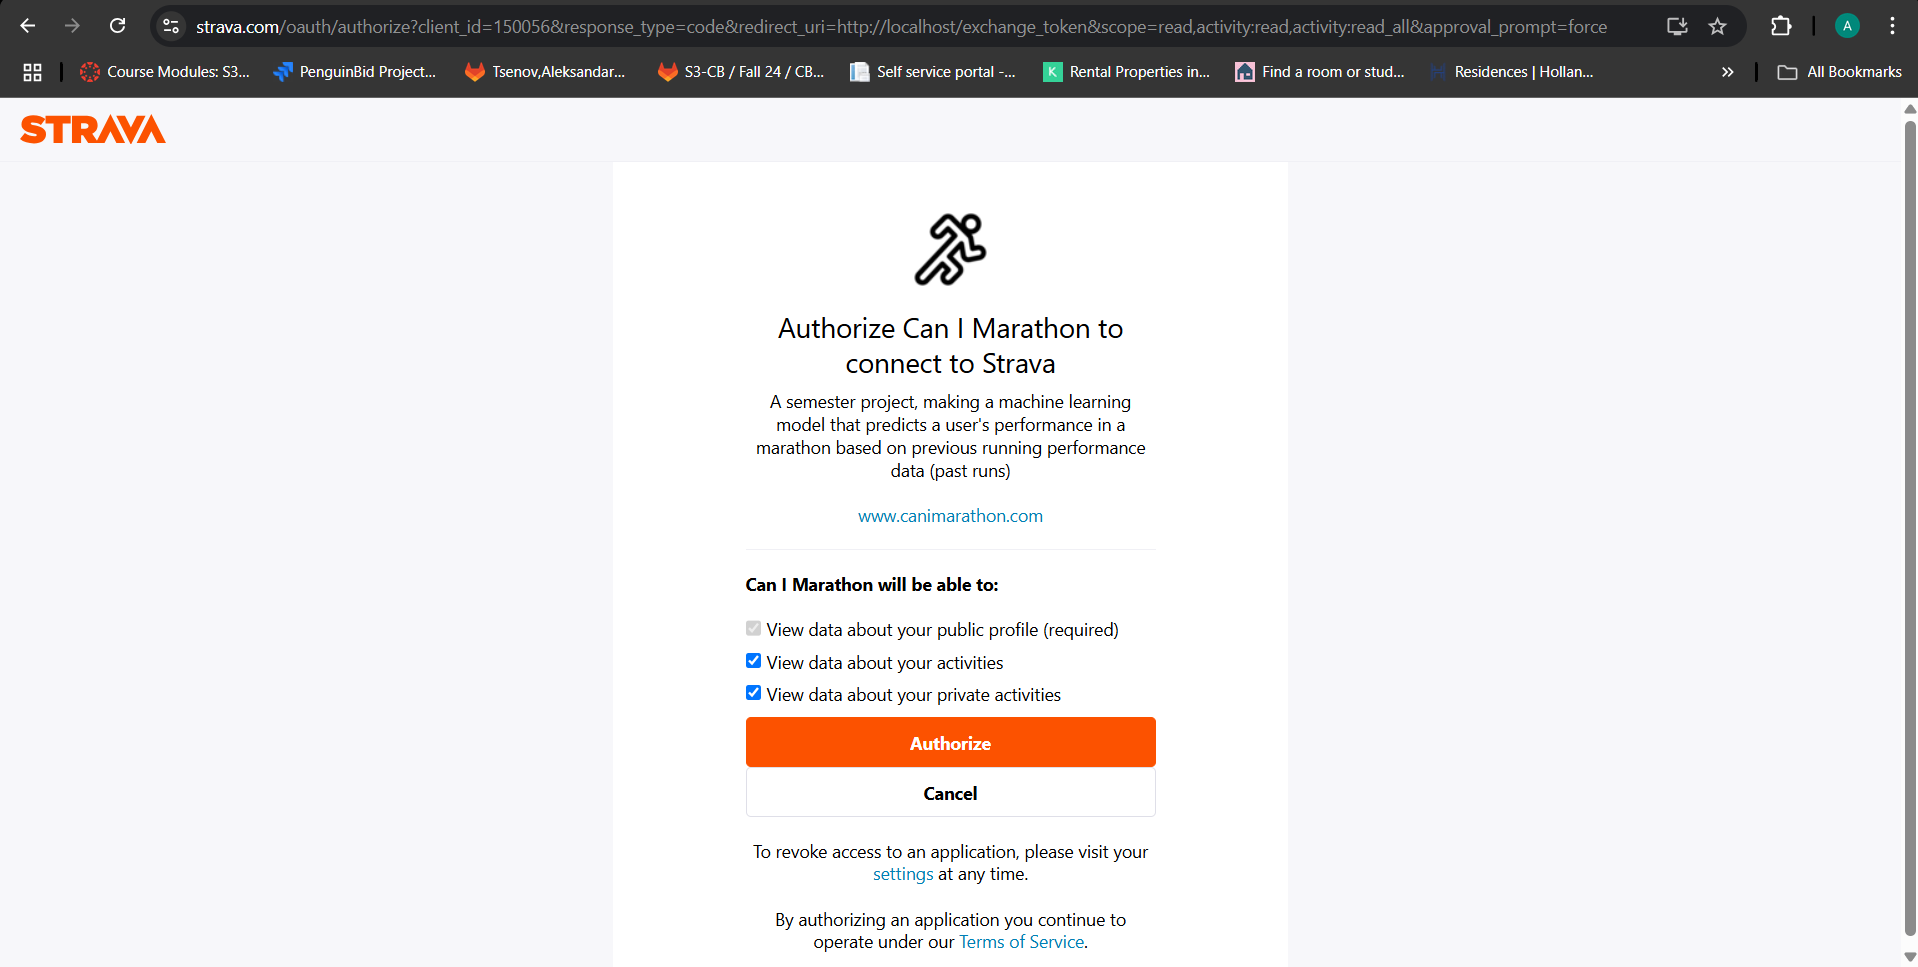 strava.com/oauth/authorize?client_id=150056&response_type=code&redirect_uri=http://localhost/exchange_token&scope=read,activity:read,activity:read_all&approval_prompt=force
A
Course Modules: S3... PenguinBid Project... Tsenov,Aleksandar... S3-CB / Fall 24 / CB... Self service portal -... K Rental Properties in... Find a room or stud... Residences | Hollan... » All Bookmarks
STRAVA
Authorize Can I Marathon to
connect to Strava
A semester project, making a machine learning
model that predicts a user's performance in a
marathon based on previous running performance
data (past runs)
www.canimarathon.com
Can I Marathon will be able to:
View data about your public profile (required)
View data about your activities
View data about your private activities
Authorize
Cancel
To revoke access to an application, please visit your
settings at any time.
By authorizing an application you continue to
operate under our Terms of Service.